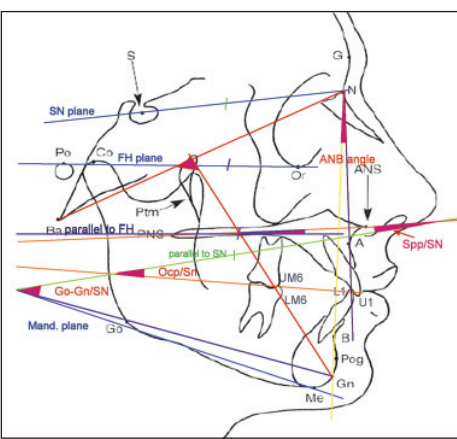 S
G
N
SN plane
Po
Co
FH plane
Or
ANB angle
ANS
Ptm
Ba
parallel to FH
PNS
A
Spp/SN
parallel to SN
Ocp/Sn
UM6
Go-Gn/SN
LM6
L1
U1
Mand. plane
Go
B
Pog
Gn
Me